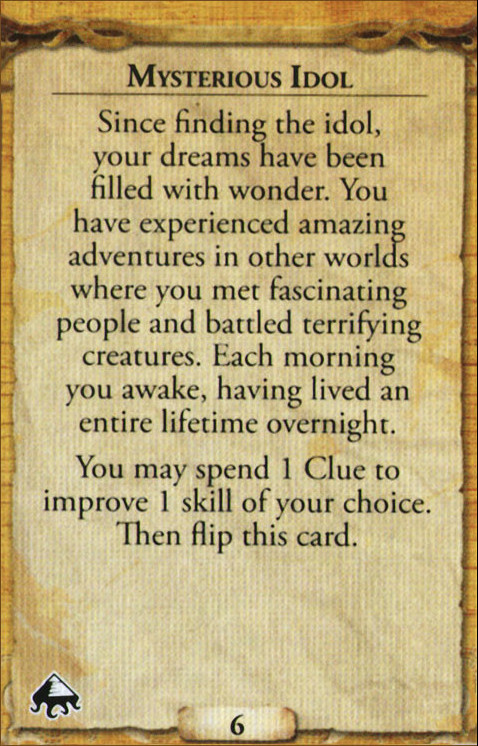 Mysterious Idol
Since finding the idol,
your dreams have been
filled with wonder. You
have experienced amazing
adventures in other worlds
where you met fascinating
people and battled terrifying
creatures. Each morning
you awake, having lived an
entire lifetime overnight.
You may spend 1 Clue to
improve 1 skill of your choice.
Then flip this card.
6